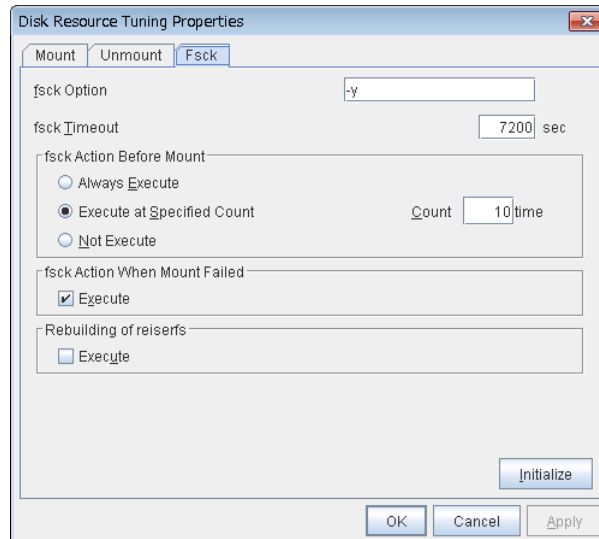 Disk Resource Tuning Properties
Mount Unmount Fsck
fsck Option -y
fsck Timeout 7200 sec
fsck Action Before Mount
Always Execute
Execute at Specified Count Count 10 time
Not Execute
fsck Action When Mount Failed
Execute
Rebuilding of reiserfs
Execute
Initialize
OK Cancel Apply